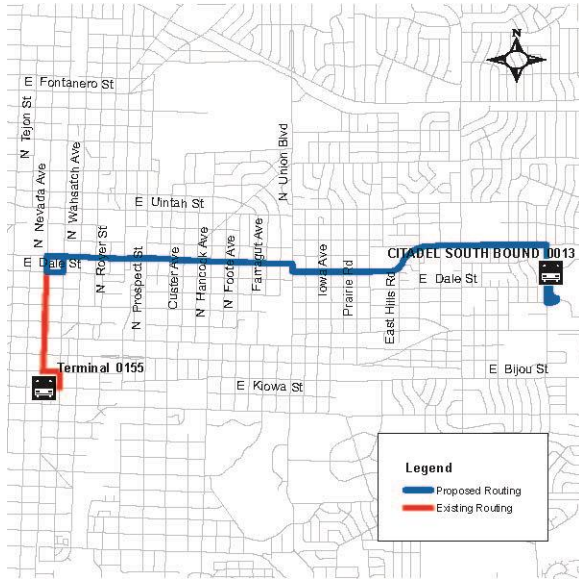 N
E Fontanero St
N Tejon St
N Nevada Ave
N Wahsatch Ave
N Union Blvd
E Uintah St
E Dale St
N Royer St
N Prospect St
Custer Ave
N Hancock Ave
N Foote Ave
Farragut Ave
Iowa Ave
Prairie Rd
East Hills Rd
CITADEL SOUTH BOUND 0013
E Dale St
Terminal 0155
E Kiowa St
E Bijou St
Legend
Proposed Routing
Existing Routing